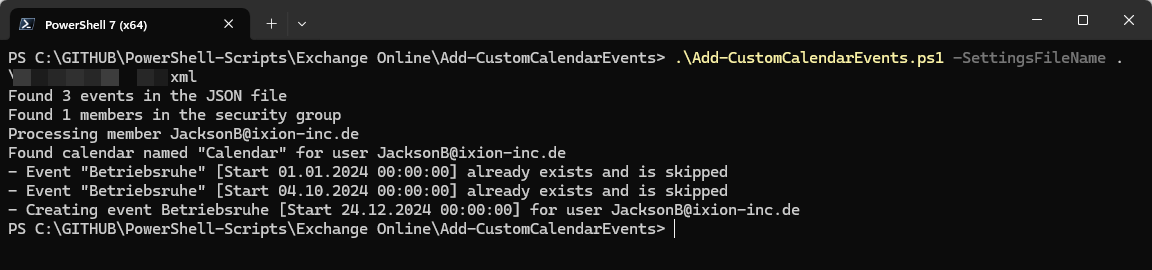 PowerShell 7 (x64)
PS C:\GITHUB\PowerShell-Scripts\Exchange Online\Add-CustomCalendarEvents> .\Add-CustomCalendarEvents.ps1 -SettingsFileName .
\ xml
Found 3 events in the JSON file
Found 1 members in the security group
Processing member JacksonB@ixion-inc.de
Found calendar named "Calendar" for user JacksonB@ixion-inc.de
- Event "Betriebsruhe" [Start 01.01.2024 00:00:00] already exists and is skipped
- Event "Betriebsruhe" [Start 04.10.2024 00:00:00] already exists and is skipped
- Creating event Betriebsruhe [Start 24.12.2024 00:00:00] for user JacksonB@ixion-inc.de
PS C:\GITHUB\PowerShell-Scripts\Exchange Online\Add-CustomCalendarEvents>